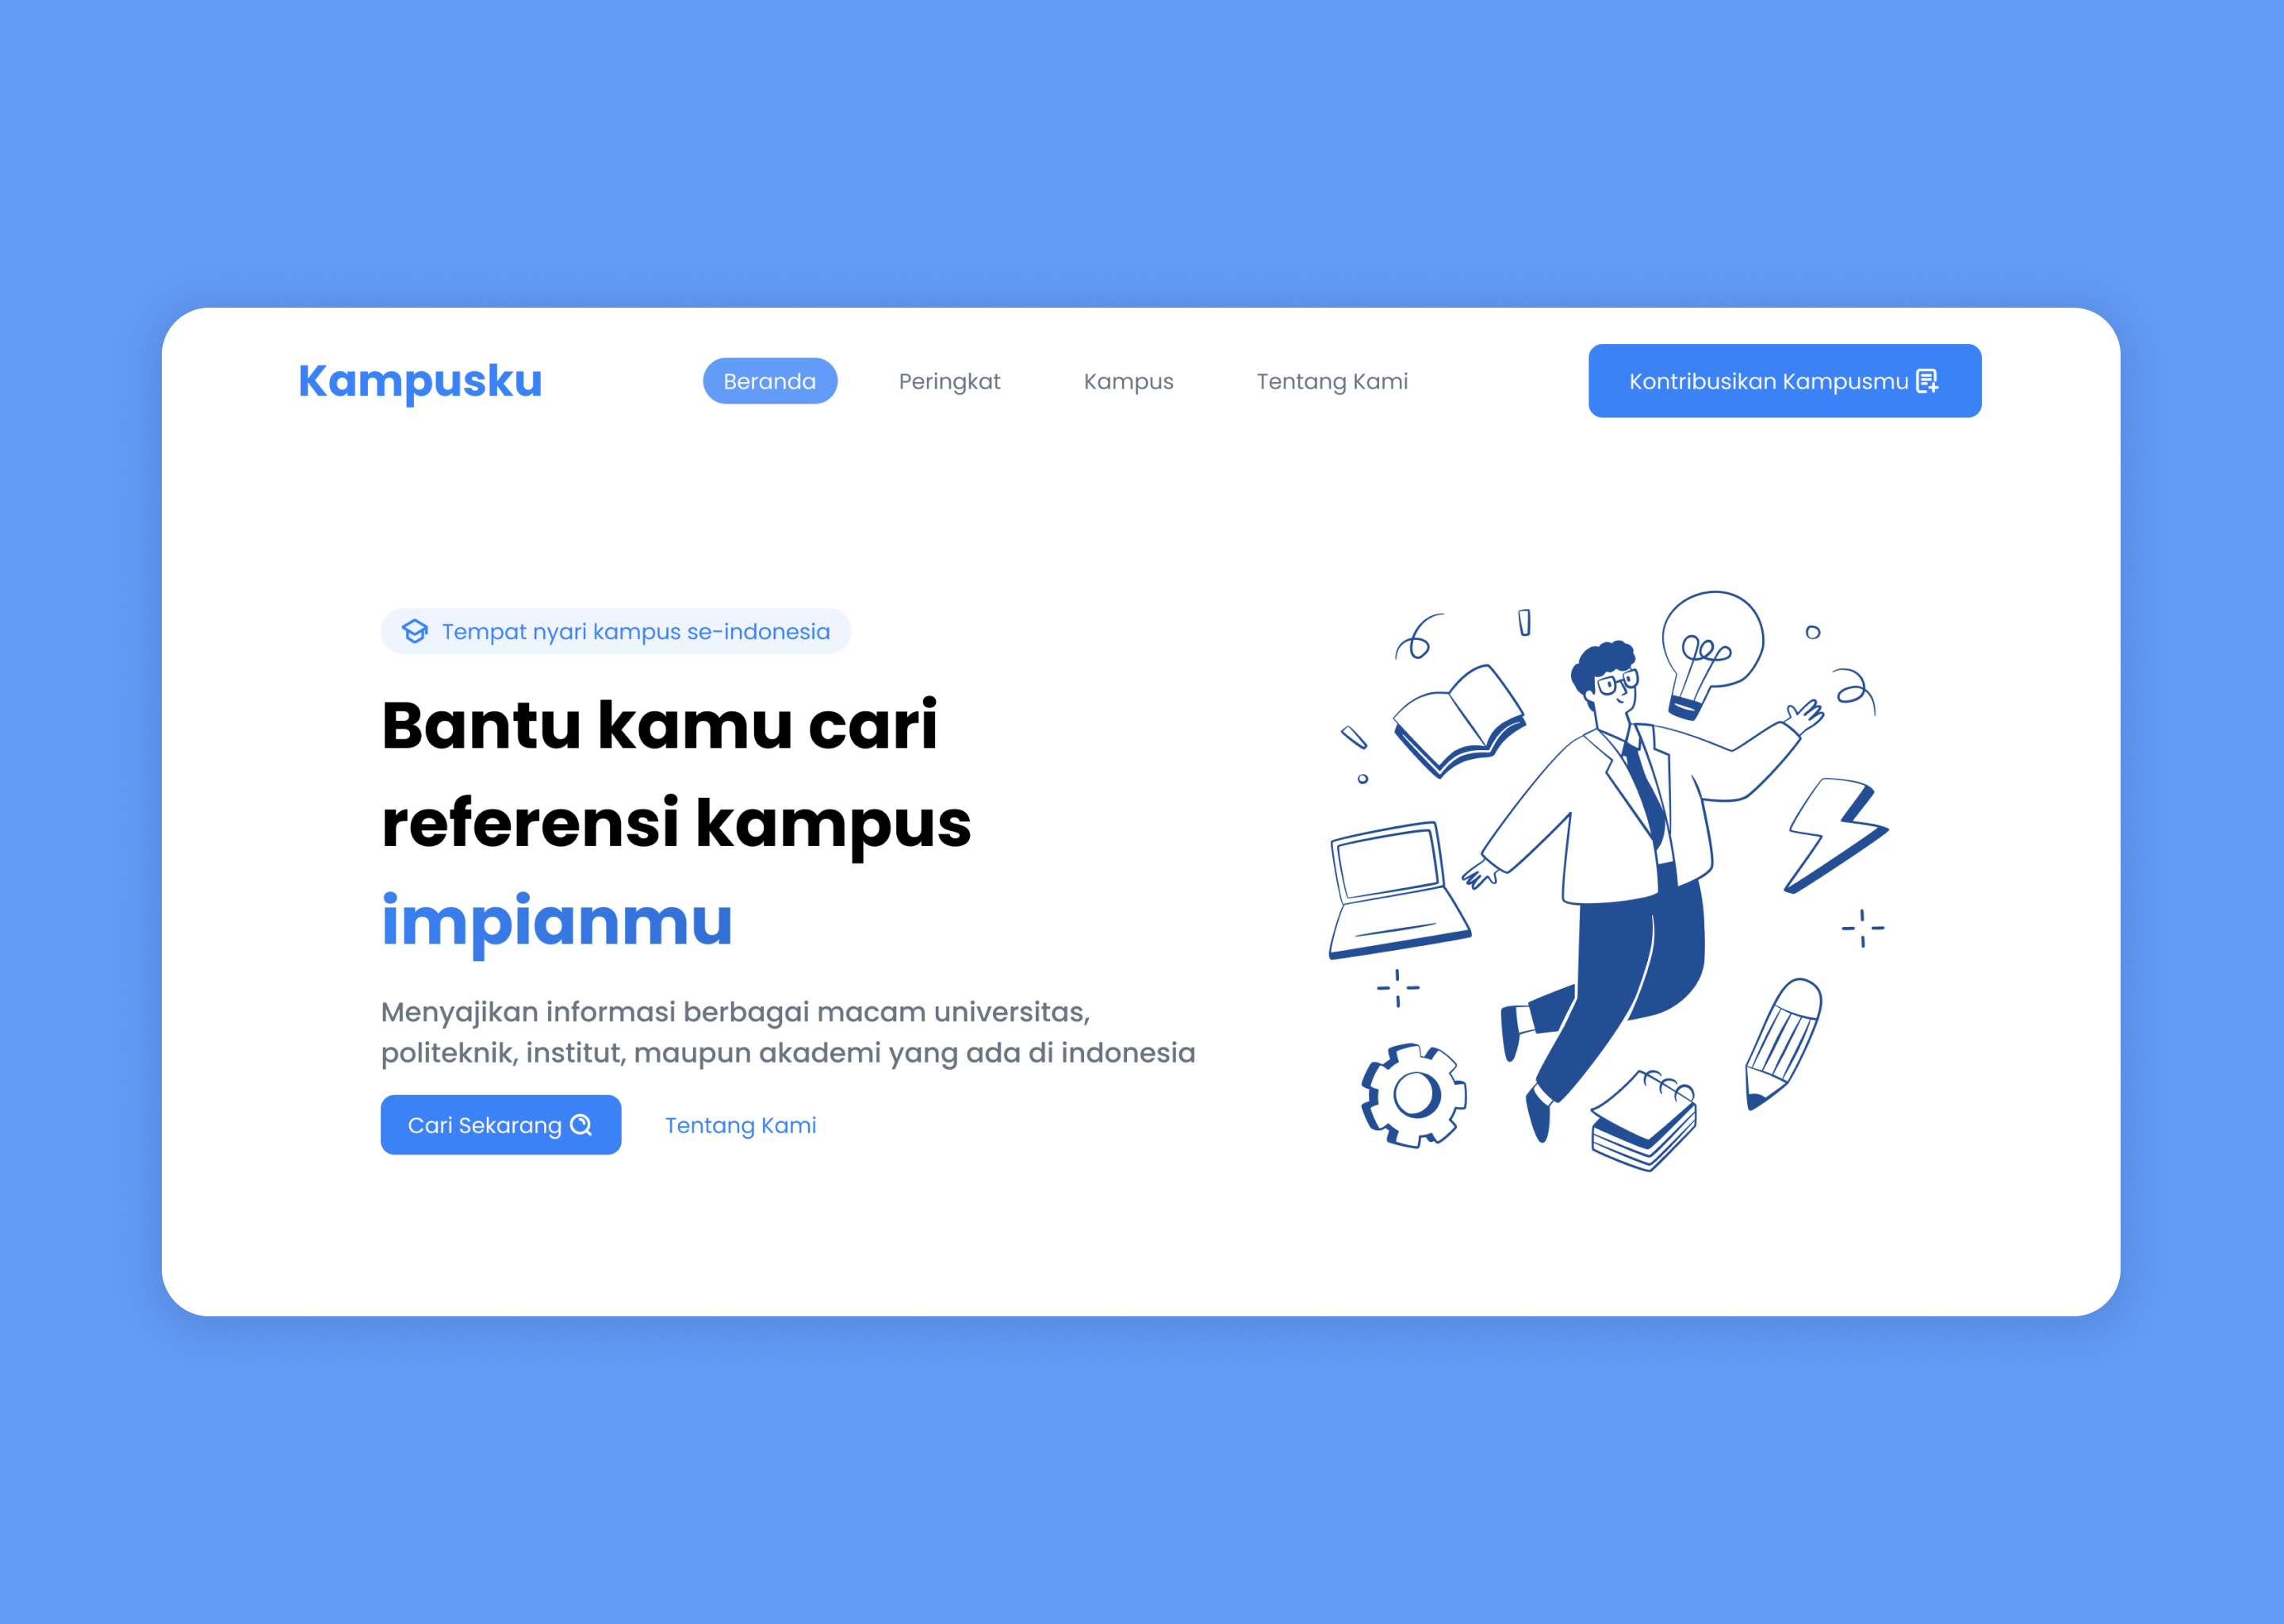 Kampusku
Beranda
Peringkat
Kampus
Tentang Kami
Kontribusikan Kampusmu
Tempat nyari kampus se-indonesia
Bantu kamu cari
referensi kampus
impianmu
Menyajikan informasi berbagai macam universitas,
politeknik, institut, maupun akademi yang ada di indonesia
Cari Sekarang
Tentang Kami